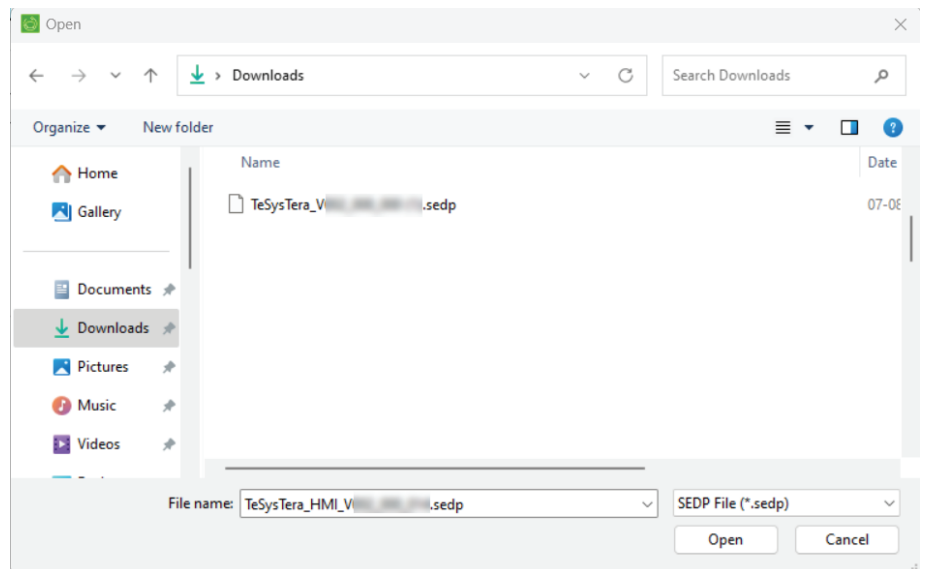 Open
Downloads
Search Downloads
Organize
New folder
Name
Date
Home
Gallery
Documents
Downloads
Pictures
Music
Videos
TeSysTera_V .sedp
07-08
File name:
TeSysTera_HMI_V .sedp
SEDP File (*.sedp)
Open
Cancel